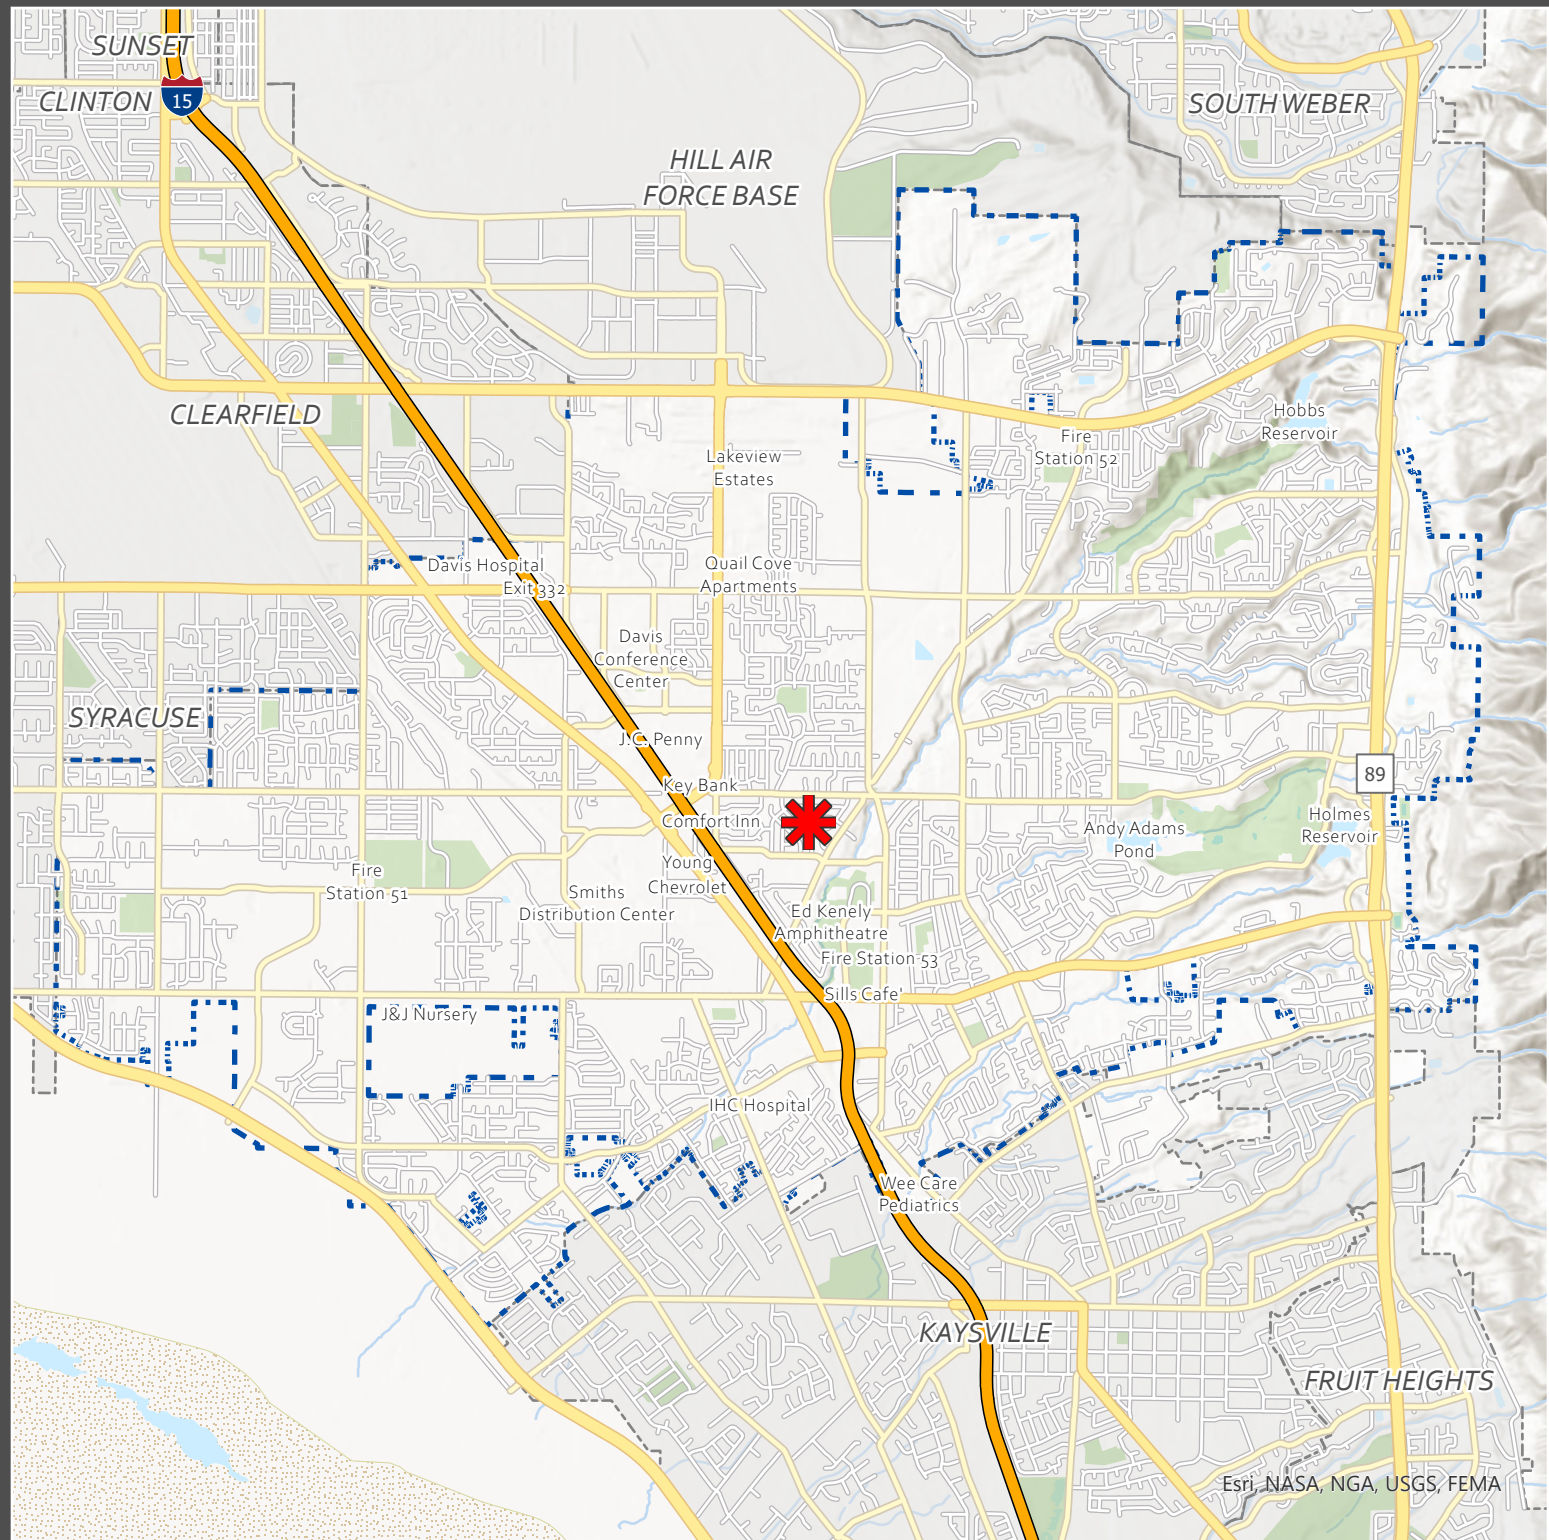 SUNSET
15
CLINTON
SOUTH WEBER
HILL AIR
FORCE BASE
CLEARFIELD
Hobbs
Reservoir
Fire
Station 52
Lakeview
Estates
Davis Hospital
Exit 332
Quail Cove
Apartments
Davis
Conference
Center
SYRACUSE
J.C. Penny
89
Key Bank
Comfort Inn
Andy Adams
Pond
Holmes
Reservoir
Young
Chevrolet
Fire
Station 51
Smiths
Distribution Center
Ed Kenely
Amphitheatre
Fire Station 53
Sills Cafe'
J&J Nursery
IHC Hospital
Wee Care
Pediatrics
KAYSVILLE
FRUIT HEIGHTS
Esri, NASA, NGA, USGS, FEMA